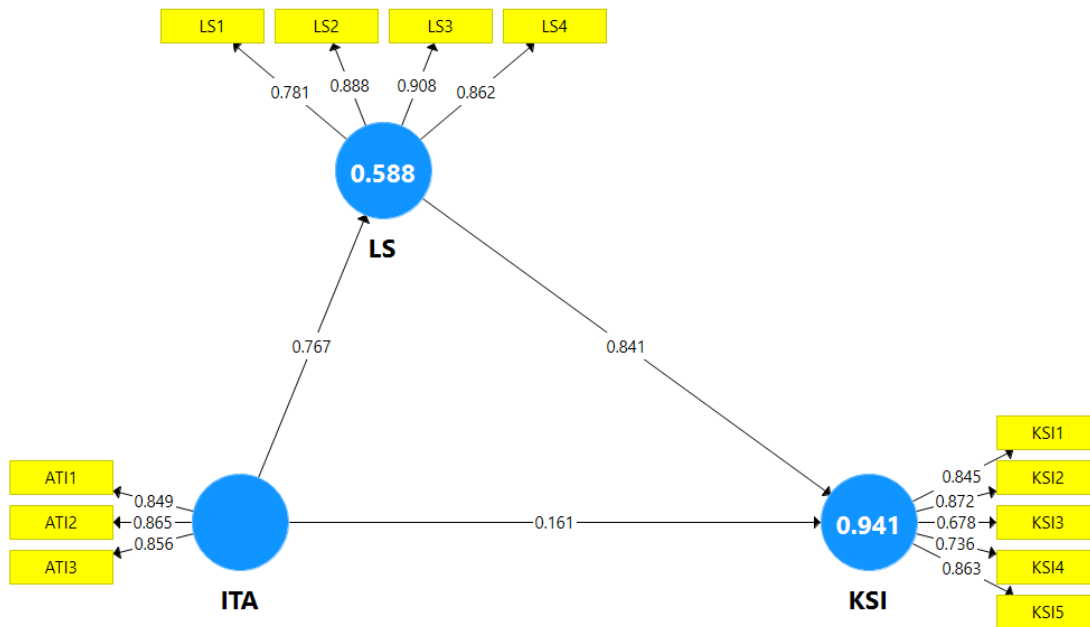 LS1 LS2 LS3 LS4
0.781 0.888 0.908 0.862
0.588
LS
0.767
0.841
ATI1
ATI2
ATI3
0.849
0.865
0.856
ITA
0.161
0.941
KSI
0.845
0.872
0.678
0.736
0.863
KSI1
KSI2
KSI3
KSI4
KSI5